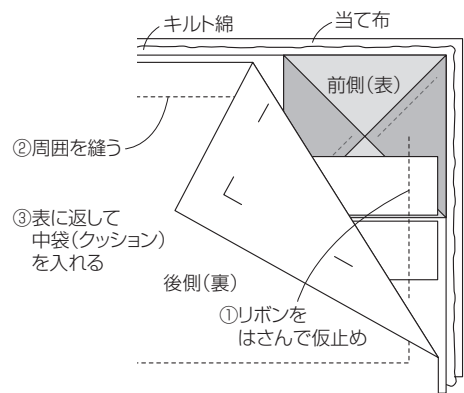 キルト綿
当て布
前側(表)
②周囲を縫う
③表に返して
中袋(クッション)
を入れる
後側(裏)
①リボンを
はさんで仮止め